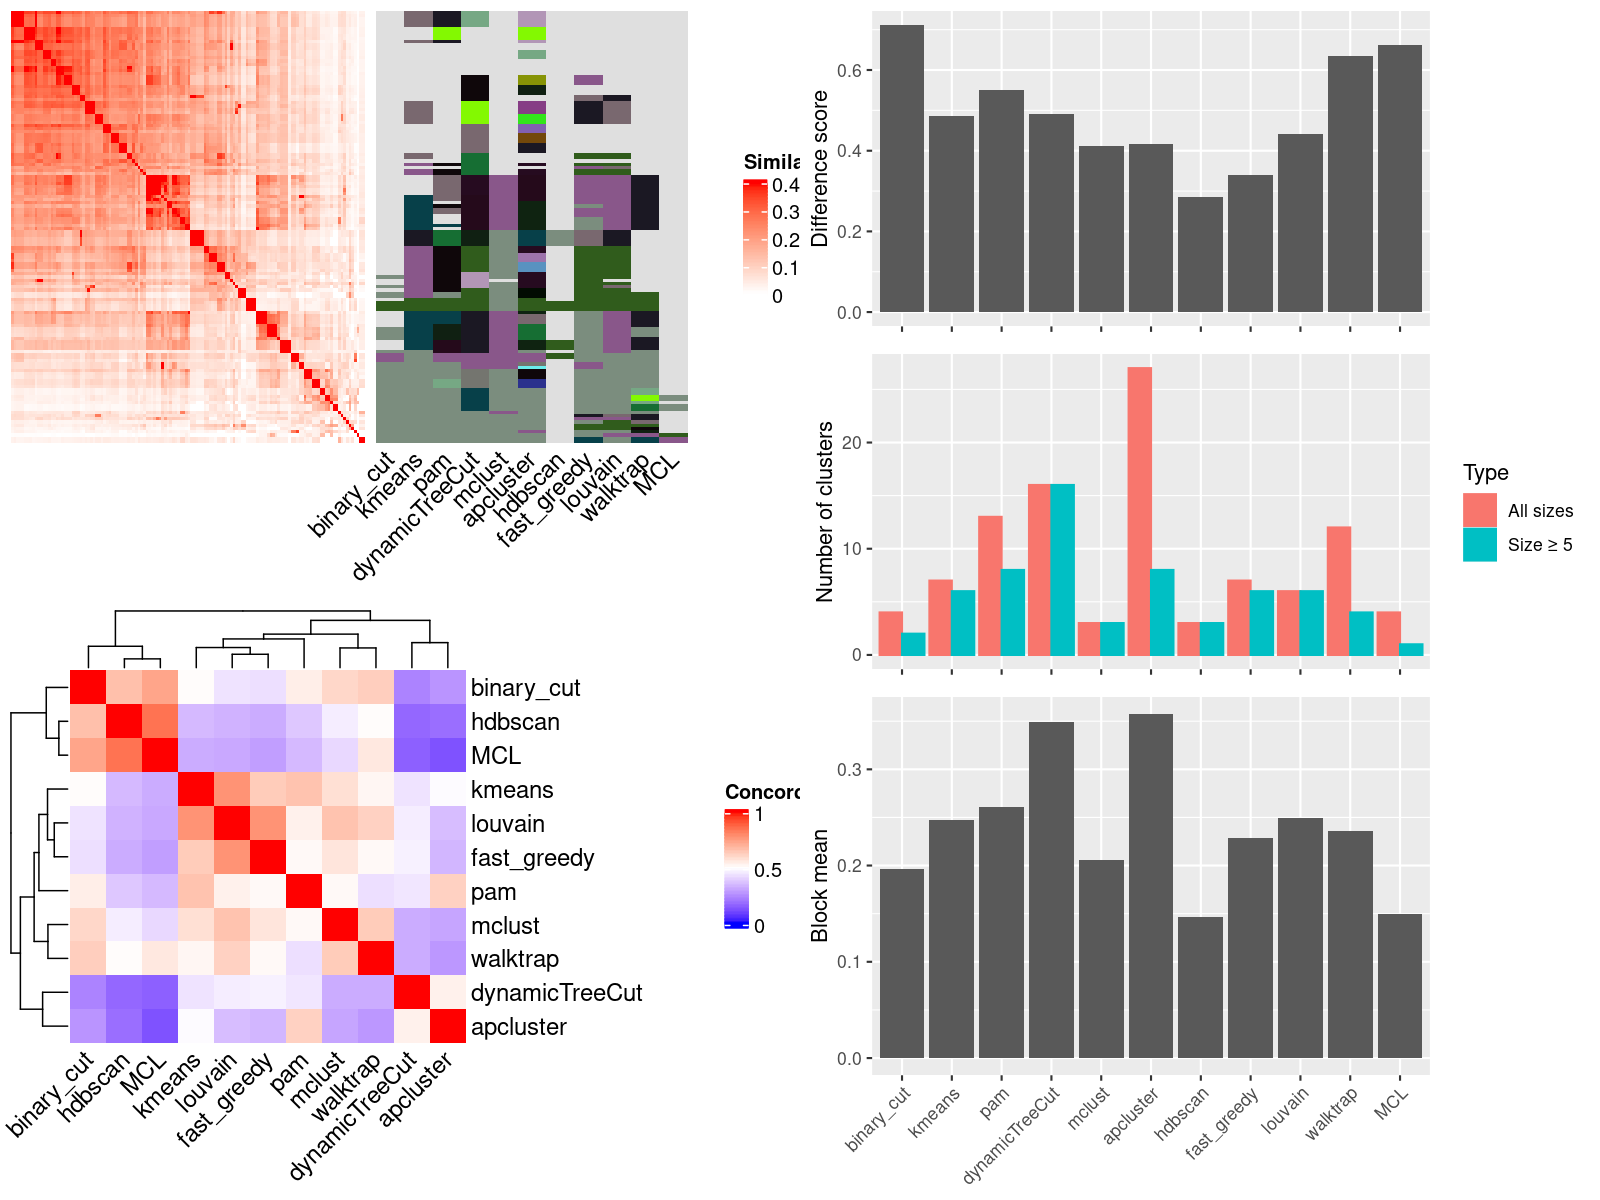 Simila
0.4
0.3
0.2
0.1
0
binary_cut
kmeans
pam
dynamicTreeCut
mclust
apcluster
hdbscan
fast_greedy
louvain
walktrap
MCL
Concord
1
0.5
0
binary_cut
hdbscan
MCL
kmeans
louvain
fast_greedy
pam
mclust
walktrap
dynamicTreeCut
apcluster
binary_cut
hdbscan
MCL
kmeans
louvain
fast_greedy
pam
mclust
walktrap
dynamicTreeCut
apcluster
Difference score
0.6
0.4
0.2
0.0
Number of clusters
20
10
0
Type
All sizes
Size ≥ 5
Block mean
0.3
0.2
0.1
0.0
binary_cut
kmeans
pam
dynamicTreeCut
mclust
apcluster
hdbscan
fast_greedy
louvain
walktrap
MCL